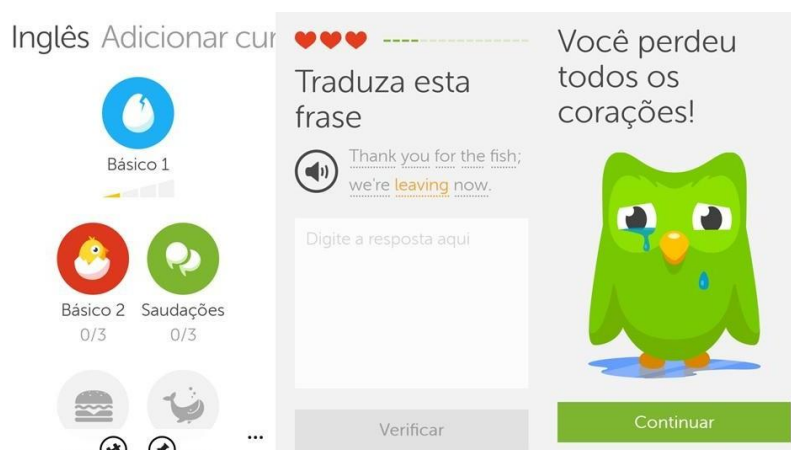 Inglês Adicionar cur
Básico 1
Básico 2
0/3
Saudações
0/3
...
Traduza esta
frase
Thank you for the fish;
we're leaving now.
Digite a resposta aqui
Verificar
Você perdeu
todos os
corações!
Continuar